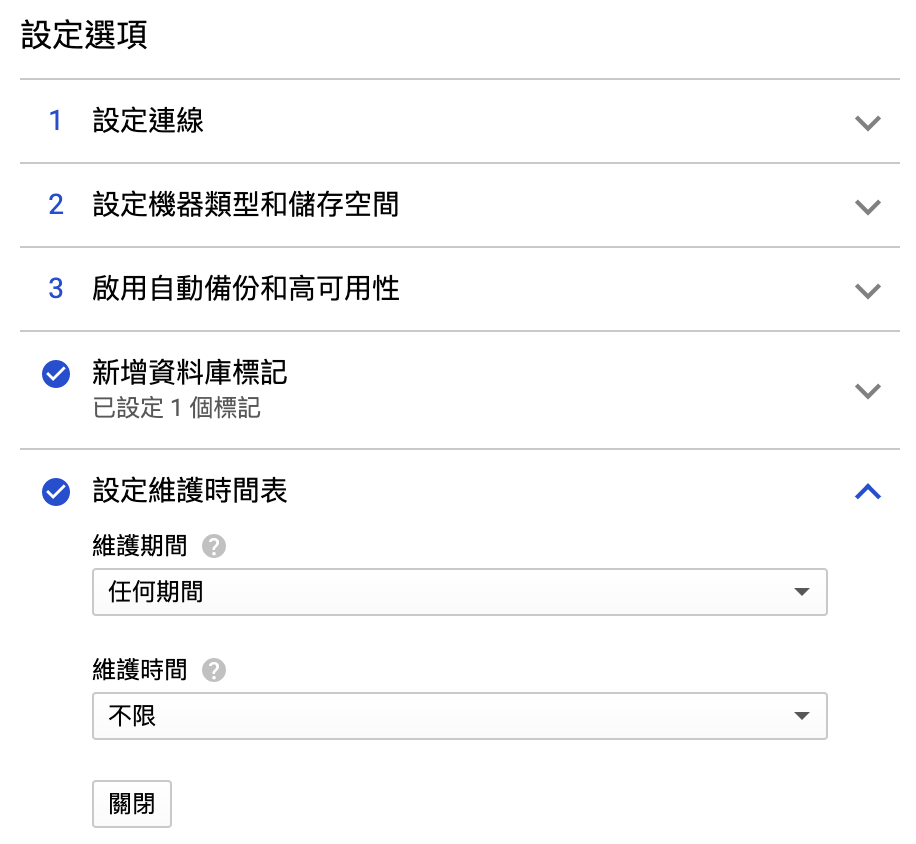 設定選項
1 設定連線
2 設定機器類型和儲存空間
3 啟用自動備份和高可用性
新增資料庫標記
已設定 1 個標記
設定維護時間表
維護期間 ?
任何期間
維護時間 ?
不限
關閉